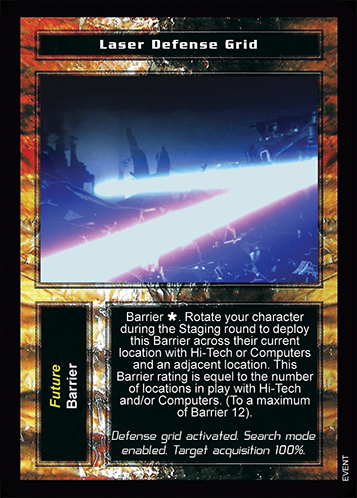 Laser Defense Grid
Future
Barrier
Barrier *. Rotate your character
during the Staging round to deploy
this Barrier across their current
location with Hi-Tech or Computers
and an adjacent location. This
Barrier rating is equel to the number
of locations in play with Hi-Tech
and/or Computers. (To a maximum
of Barrier 12).
Defense grid activated. Search mode
enabled. Target acquisition 100%.
EVENT